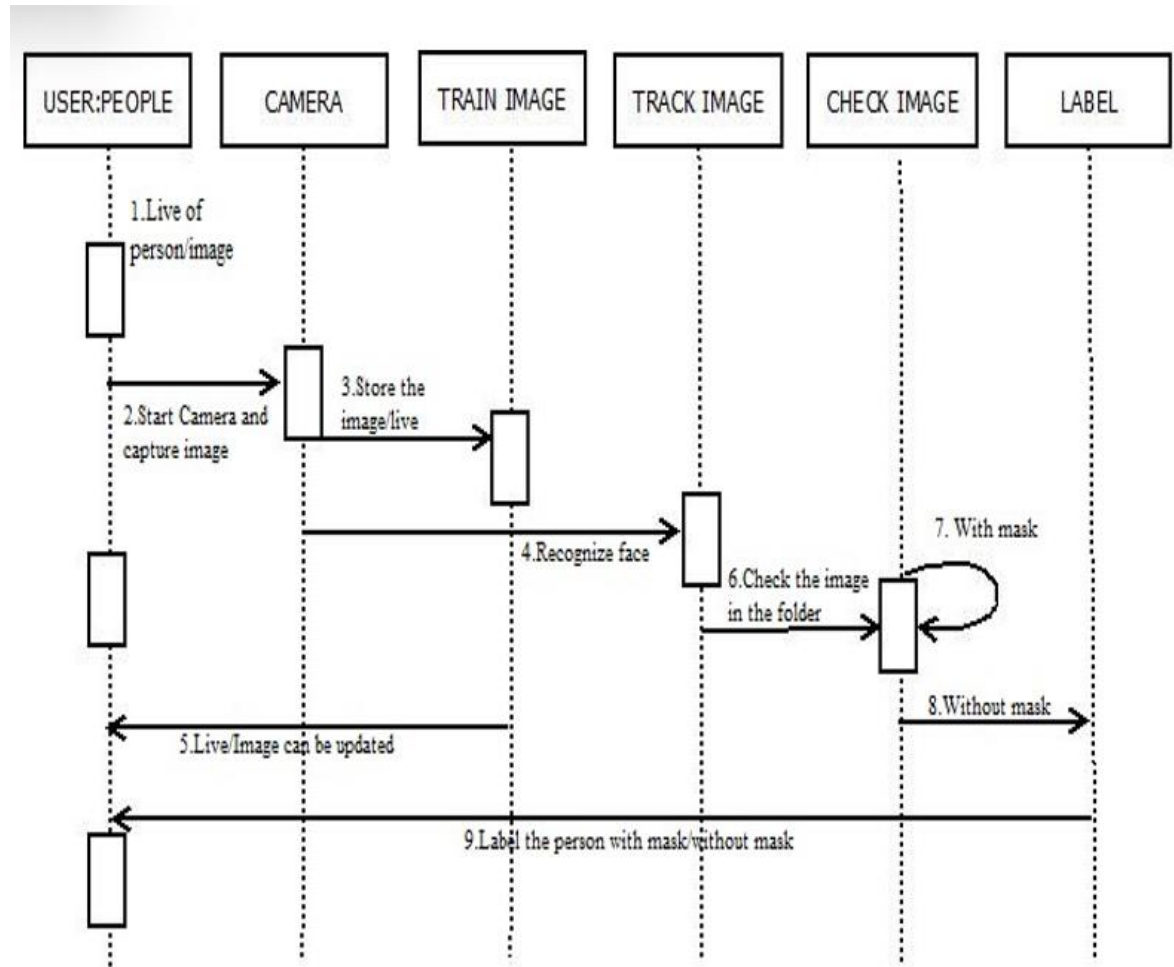 USER:PEOPLE
CAMERA
TRAIN IMAGE
TRACK IMAGE
CHECK IMAGE
LABEL
1.Live of
person/image
2.Start Camera and
capture image
3.Store the
image/live
4.Recognize face
6.Check the image
in the folder
7. With mask
8.Without mask
5.Live/Image can be updated
9.Label the person with mask/without mask